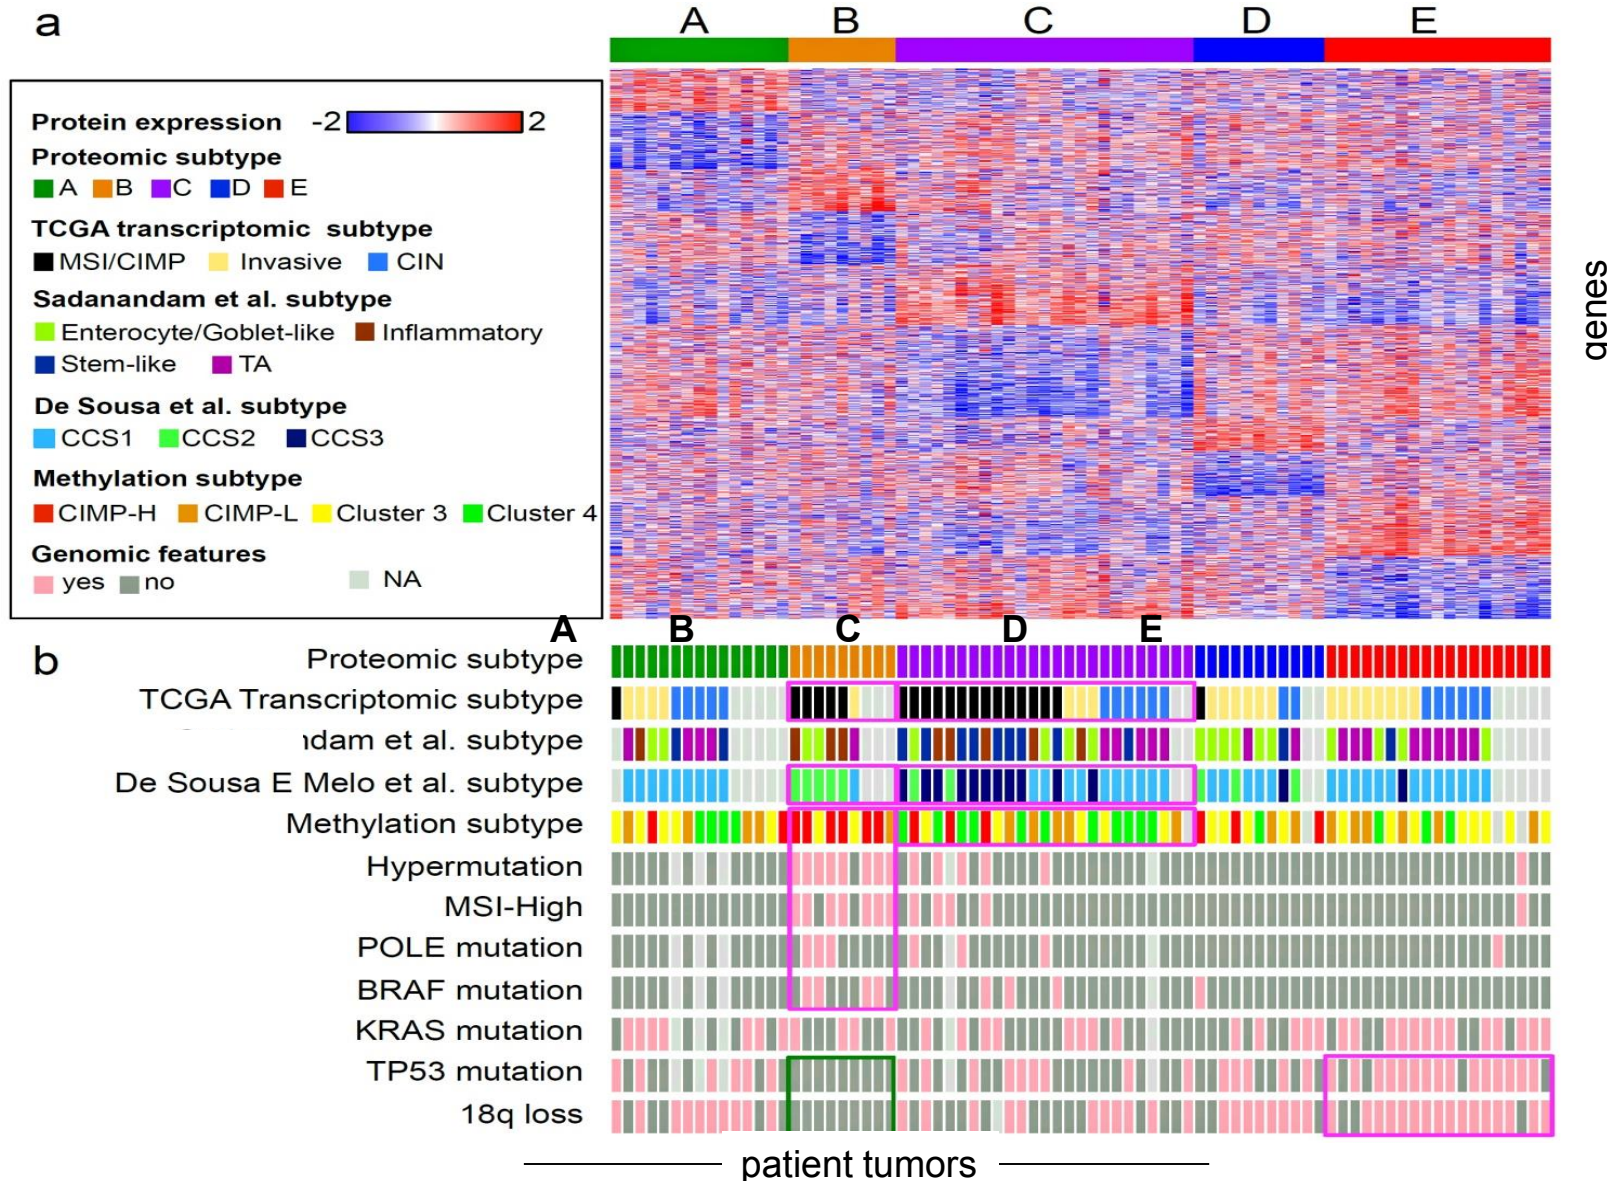 a
A B C D E
Protein expression -2 2
Proteomic subtype
A B C D E
TCGA transcriptomic subtype
MSI/CIMP Invasive CIN
Sadanandam et al. subtype
Enterocyte/Goblet-like Inflammatory
Stem-like TA
De Sousa et al. subtype
CCS1 CCS2 CCS3
Methylation subtype
CIMP-H CIMP-L Cluster 3 Cluster 4
Genomic features
yes no NA
genes
A B C D E
b
Proteomic subtype
TCGA Transcriptomic subtype
ndam et al. subtype
De Sousa E Melo et al. subtype
Methylation subtype
Hypermutation
MSI-High
POLE mutation
BRAF mutation
KRAS mutation
TP53 mutation
18q loss
patient tumors